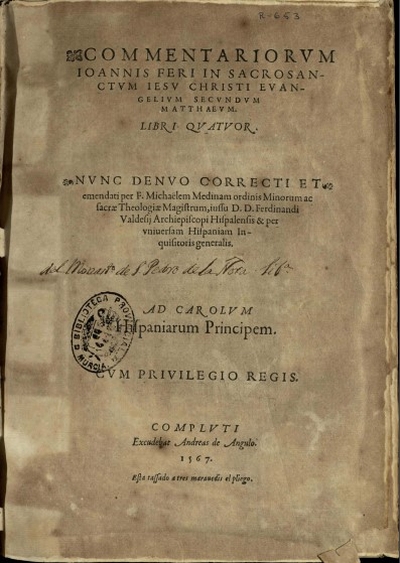 R-653
COMMENTARIORVM
IOANNIS FERI IN SACROSAN-
CTVM IESV CHRISTI EVAN-
GELIVM SECVNDVM
MATTHAEVM.
LIBRI QVATVOR.
NVNC DENVO CORRECTI ET
emendati per F. Michaelem Medinam ordinis Minorum ac
sacræ Theologiæ Magistrum, iussu D. D. Ferdinandi
Valdesij Archiepiscopi Hispalensis & per
vniuersam Hispaniam In-
quisitoris generalis.
de S. Pedro de la
AD CAROLVM
Hispaniarum Principem.
BIBLIOTECA PROVINCIAL
MURCIA
CVM PRIVILEGIO REGIS.
COMPLVTI
Excudebat Andreas de Angulo.
1567.
Esta tassado a tres marauedis el pliego.